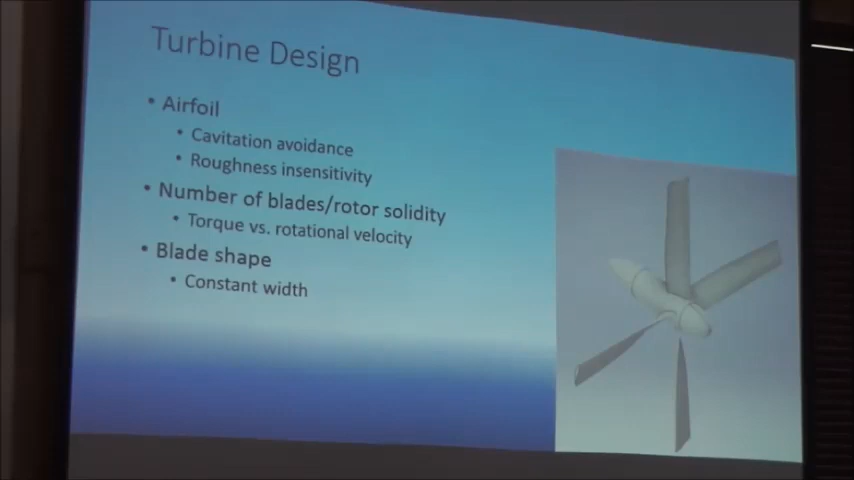 Turbine Design
• Airfoil
• Cavitation avoidance
• Roughness insensitivity
• Number of blades/rotor solidity
• Torque vs. rotational velocity
• Blade shape
• Constant width